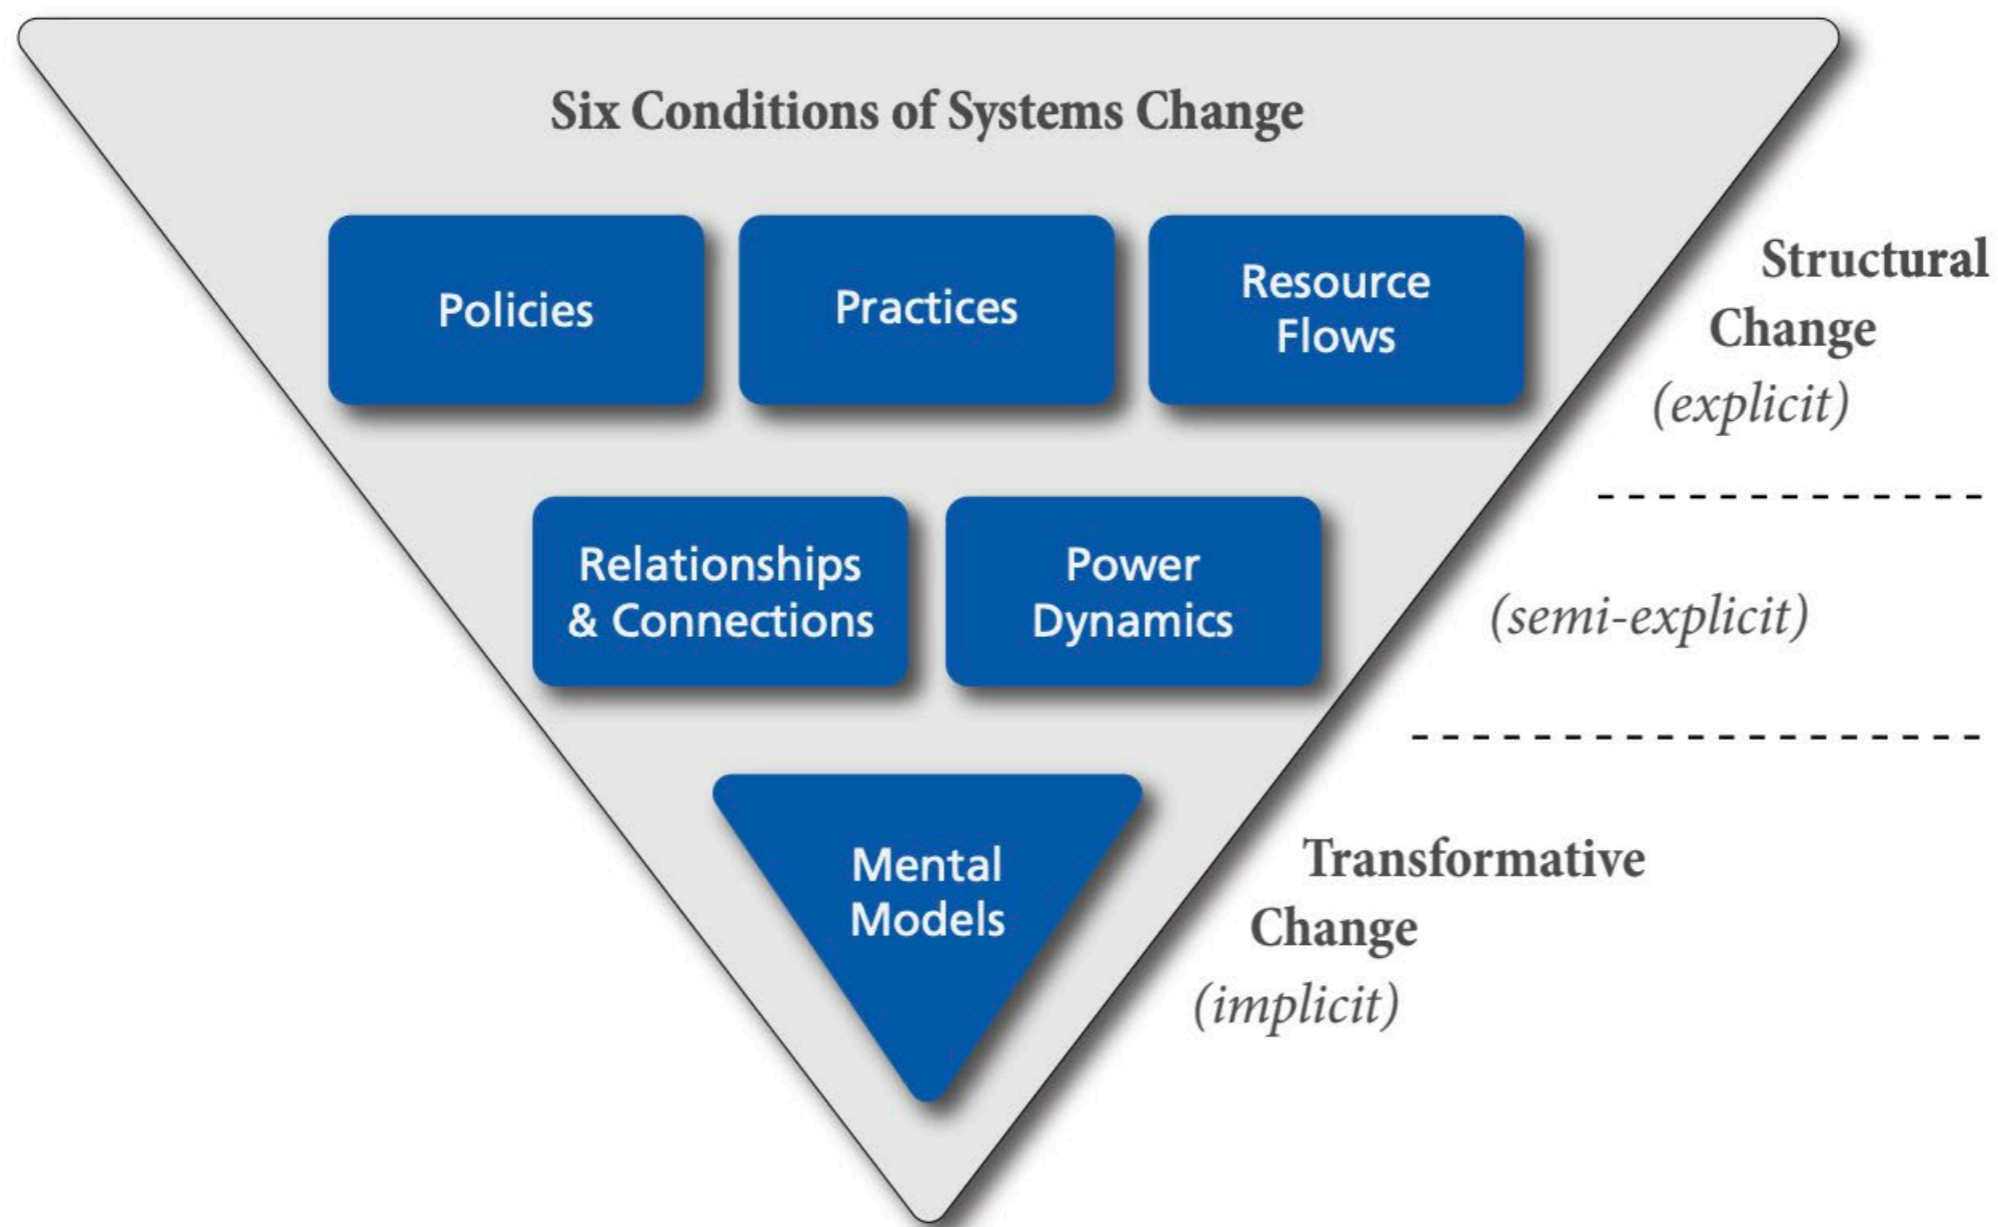 Six Conditions of Systems Change
Policies
Practices
Resource
Flows
Structural
Change
(explicit)
Relationships
& Connections
Power
Dynamics
(semi-explicit)
Mental
Models
Transformative
Change
(implicit)